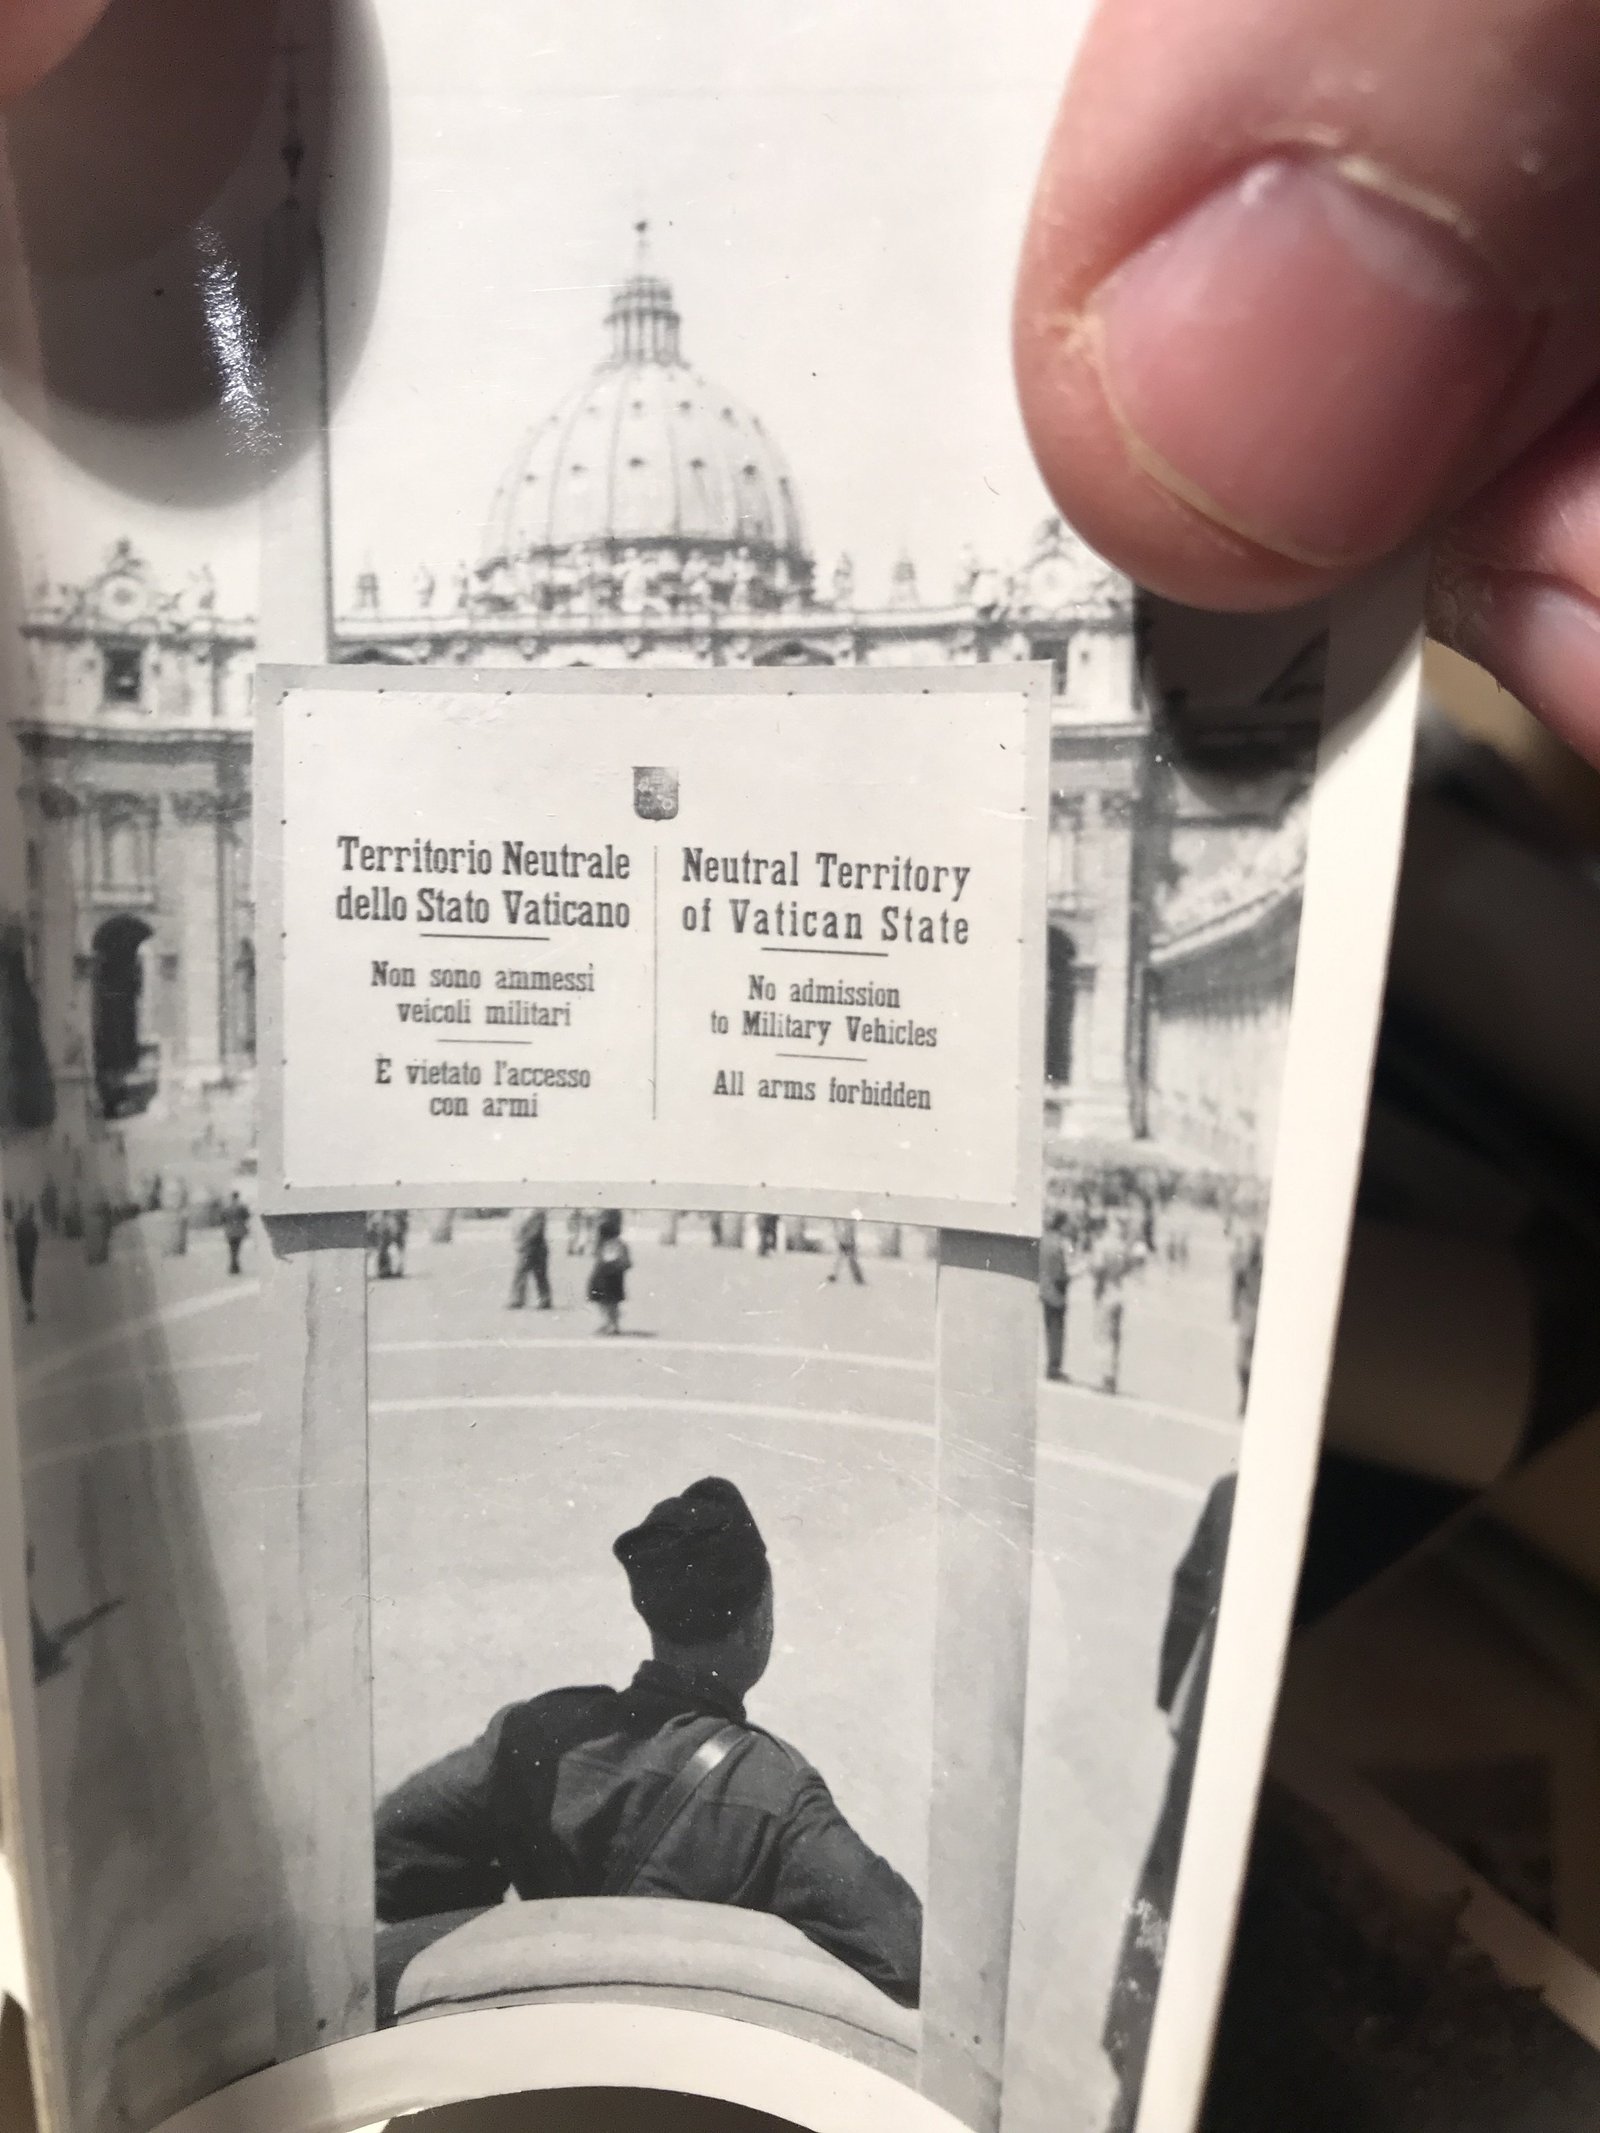 Territorio Neutrale
dello Stato Vaticano
Non sono ammessi
veicoli militari
È vietato l'accesso
con armi
Neutral Territory
of Vatican State
No admission
to Military Vehicles
All arms forbidden